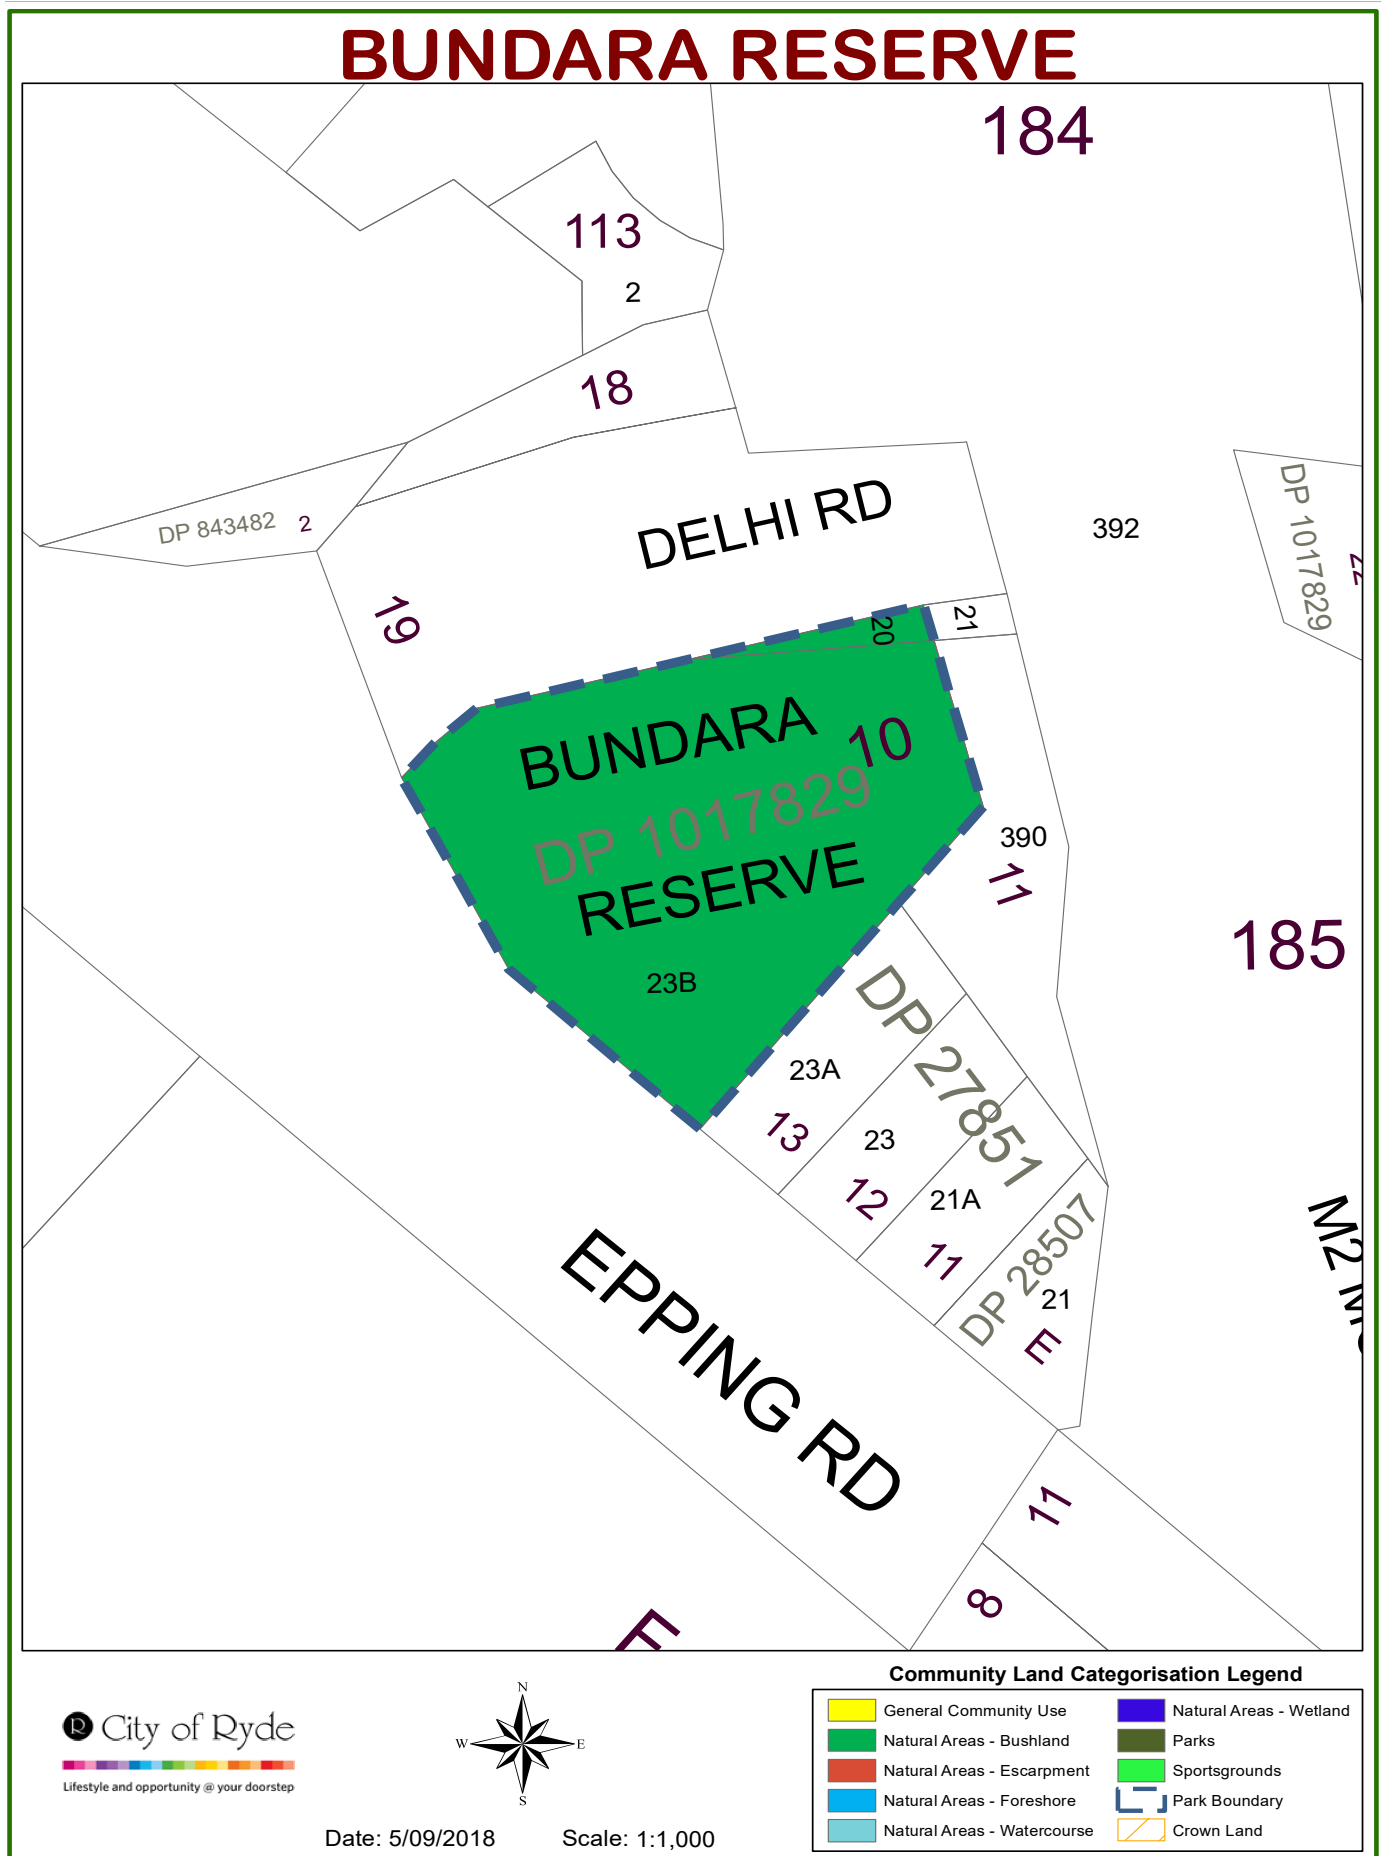 BUNDARA RESERVE
184
113
2
18
DELHI RD
392
DP 1017829
DP 843482 2
19
20
21
BUNDARA
10
DP 1017829
RESERVE
390
11
185
23B
DP 27851
23A
13
23
12
21A
11
DP 28507
21
E
M2
EPPING RD
11
8
Community Land Categorisation Legend
General Community Use
Natural Areas - Bushland
Natural Areas - Escarpment
Natural Areas - Foreshore
Natural Areas - Watercourse
Natural Areas - Wetland
Parks
Sportsgrounds
Park Boundary
Crown Land
R City of Ryde
Lifestyle and opportunity @ your doorstep
N
W E
S
Date: 5/09/2018 Scale: 1:1,000